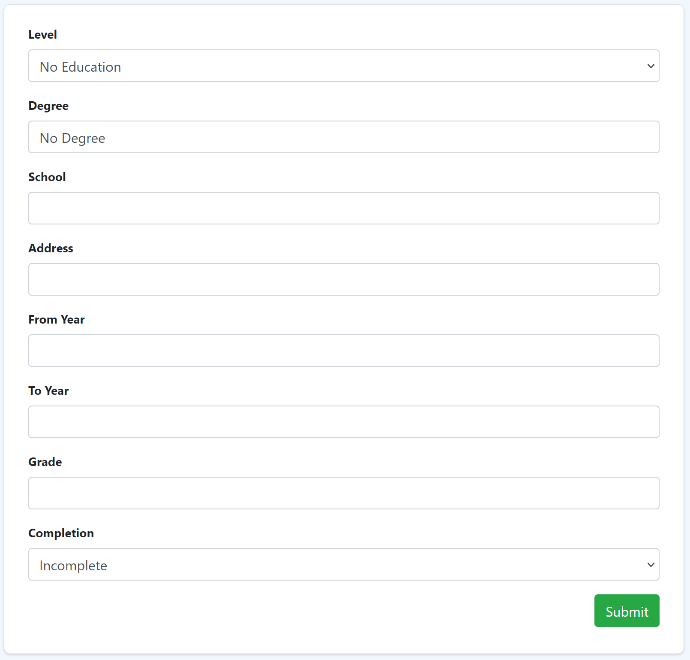 Level
No Education
Degree
No Degree
School
Address
From Year
To Year
Grade
Completion
Incomplete
Submit